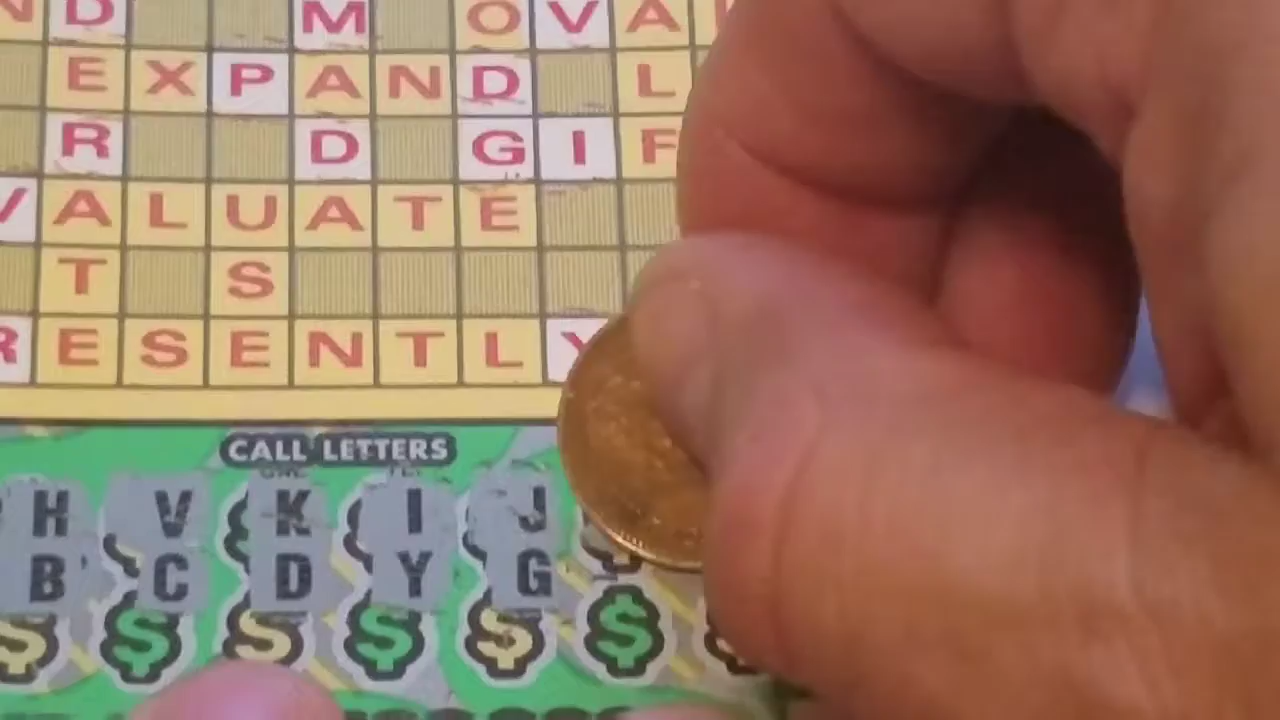 D M O V A
E X P A N D L
R D G I F
V A L U A T E
T S
R E S E N T L Y
CALL LETTERS
H V K I J
B C D Y G
$ $ $ $ $ $